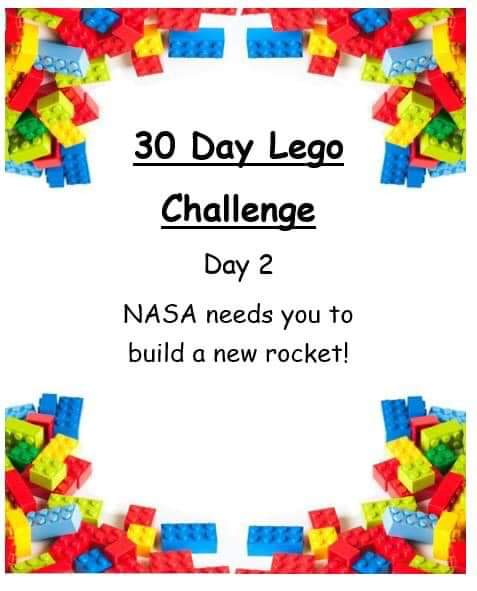 30 Day Lego
Challenge
Day 2
NASA needs you to
build a new rocket!